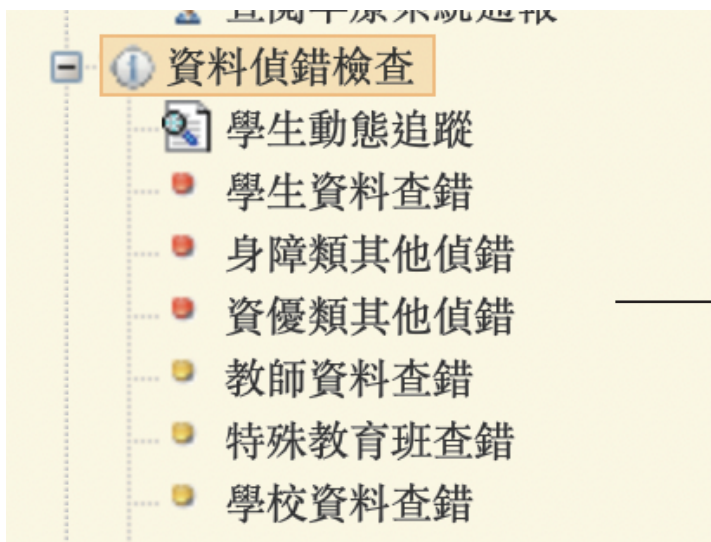 資料偵錯檢查
學生動態追蹤
學生資料查錯
身障類其他偵錯
資優類其他偵錯
教師資料查錯
特殊教育班查錯
學校資料查錯